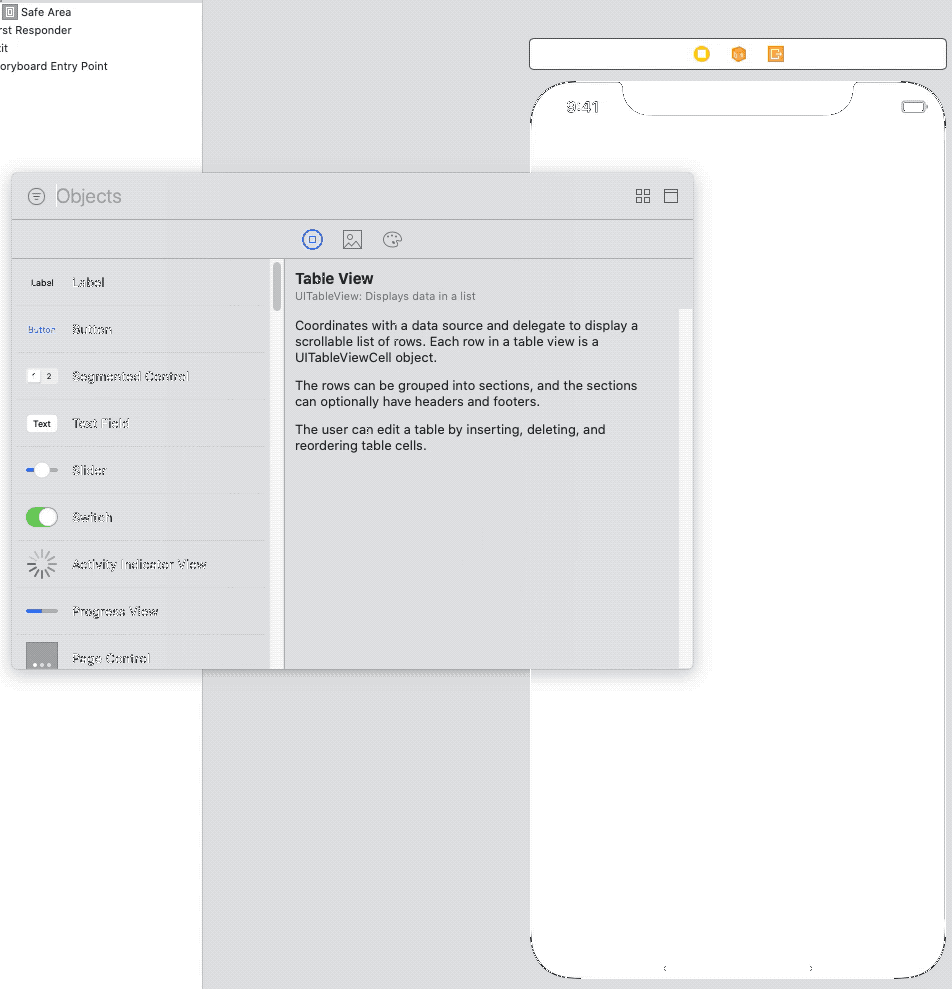 Safe Area
rst Responder
it
oryboard Entry Point
9:41
Objects
Table View
UITableView: Displays data in a list
Label Label
Button Button
1 2 Segmented Control
Text Text Field
Slider
Switch
Activity Indicator View
Progress View
Page Control
Coordinates with a data source and delegate to display a
scrollable list of rows. Each row in a table view is a
UITableViewCell object.
The rows can be grouped into sections, and the sections
can optionally have headers and footers.
The user can edit a table by inserting, deleting, and
reordering table cells.